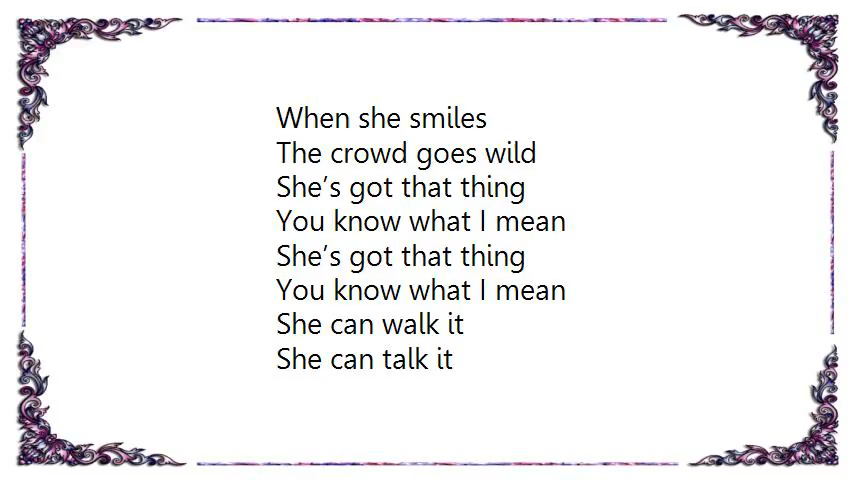 When she smiles
The crowd goes wild
She’s got that thing
You know what I mean
She’s got that thing
You know what I mean
She can walk it
She can talk it